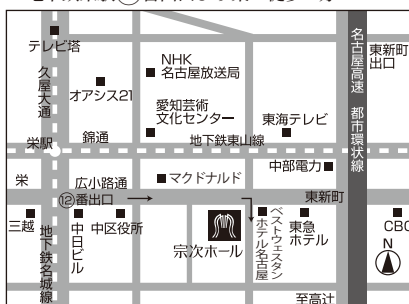 テレビ塔
久屋大通
NHK
名古屋放送局
オアシス21
愛知芸術
文化センター
東海テレビ
名古屋高速 都市環状線
東新町
出口
栄駅
錦通
地下鉄東山線
中部電力
栄
広小路通
マクドナルド
東新町
⑫番出口
三越
地下鉄名城線
中日ビル
中区役所
宗次ホール
ベストウェスタン
ホテル名古屋
東急
ホテル
CBC
N
至高辻